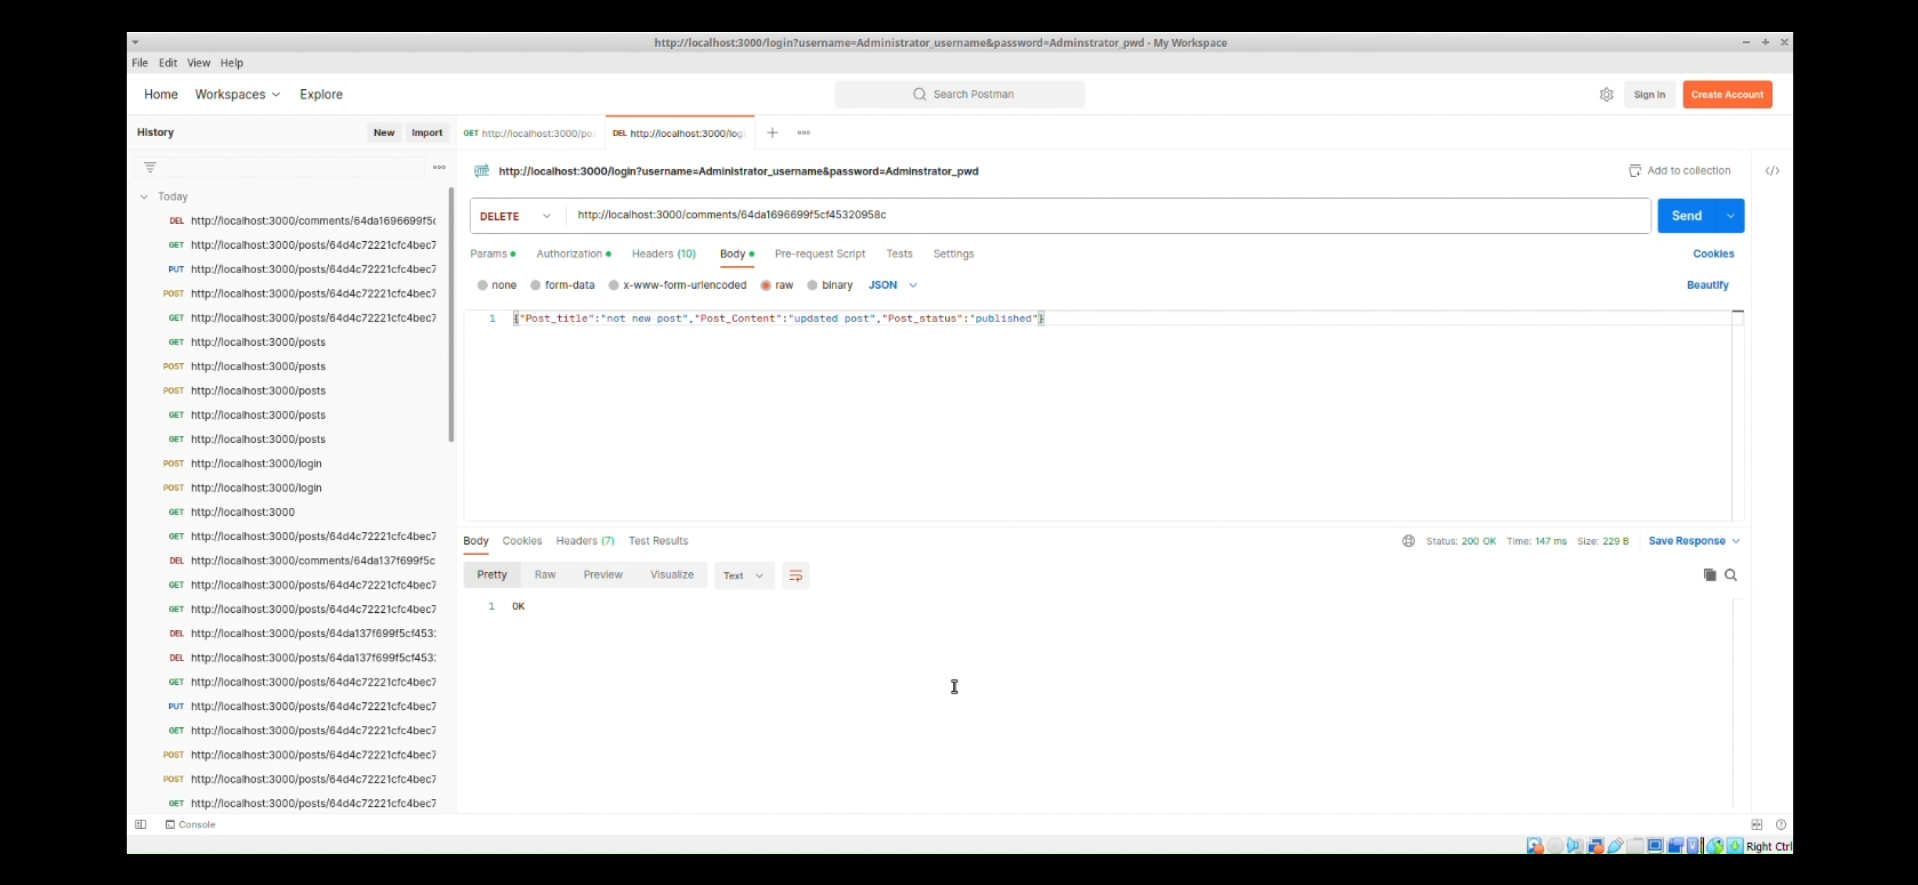 http://localhost:3000/login?username=Administrator_username&password=Adminstrator_pwd - My Workspace
File Edit View Help
Home Workspaces Explore
Search Postman
Sign In
Create Account
History
New Import
GET http://localhost:3000/po
DEL http://localhost:3000/log
http://localhost:3000/login?username=Administrator_username&password=Adminstrator_pwd
Add to collection
Today
DEL http://localhost:3000/comments/64da1696699f5c
GET http://localhost:3000/posts/64d4c72221cfc4bec7
PUT http://localhost:3000/posts/64d4c72221cfc4bec7
POST http://localhost:3000/posts/64d4c72221cfc4bec7
GET http://localhost:3000/posts/64d4c72221cfc4bec7
GET http://localhost:3000/posts
POST http://localhost:3000/posts
POST http://localhost:3000/posts
GET http://localhost:3000/posts
GET http://localhost:3000/posts
POST http://localhost:3000/login
POST http://localhost:3000/login
GET http://localhost:3000
GET http://localhost:3000/posts/64d4c72221cfc4bec7
DEL http://localhost:3000/comments/64da137f699f5c
GET http://localhost:3000/posts/64d4c72221cfc4bec7
GET http://localhost:3000/posts/64d4c72221cfc4bec7
DEL http://localhost:3000/posts/64da137f699f5cf453
DEL http://localhost:3000/posts/64da137f699f5cf453
GET http://localhost:3000/posts/64d4c72221cfc4bec7
PUT http://localhost:3000/posts/64d4c72221cfc4bec7
GET http://localhost:3000/posts/64d4c72221cfc4bec7
POST http://localhost:3000/posts/64d4c72221cfc4bec7
POST http://localhost:3000/posts/64d4c72221cfc4bec7
GET http://localhost:3000/posts/64d4c72221cfc4bec7
DELETE http://localhost:3000/comments/64da1696699f5cf45320958c
Send
Params Authorization Headers (10) Body Pre-request Script Tests Settings
Cookies
none form-data x-www-form-urlencoded raw binary JSON
Beautify
1 {"Post_title":"not new post","Post_Content":"updated post","Post_status":"published"}
Body Cookies Headers (7) Test Results
Status: 200 OK Time: 147 ms Size: 229 B Save Response
Pretty Raw Preview Visualize Text
1 OK
Console
Right Ctrl